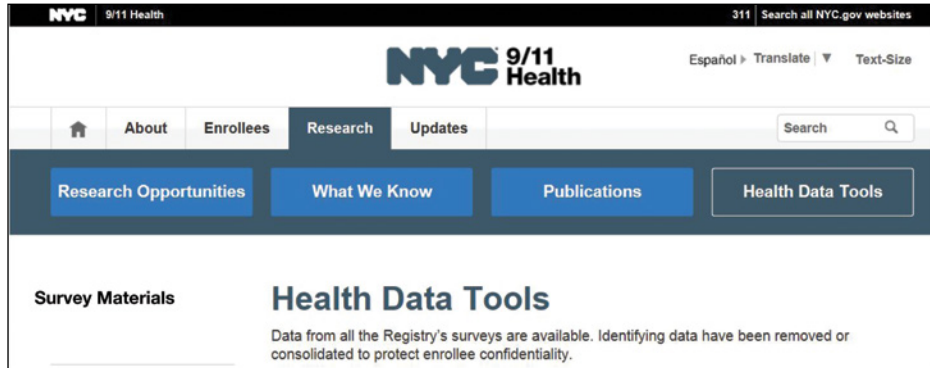 NYC 9/11 Health 311 Search all NYC.gov websites
NYC 9/11 Health
Español Translate Text-Size
About Enrollees Research Updates Search
Research Opportunities What We Know Publications Health Data Tools
Survey Materials
Health Data Tools
Data from all the Registry's surveys are available. Identifying data have been removed or
consolidated to protect enrollee confidentiality.